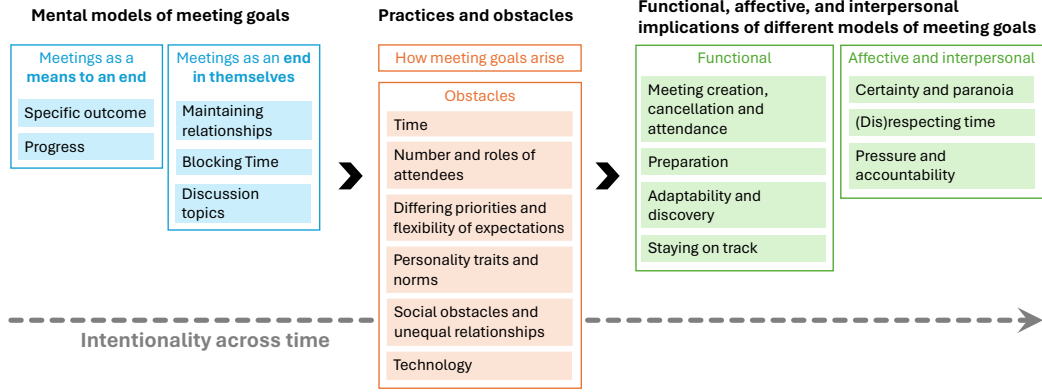 Mental models of meeting goals
Meetings as a
means to an end
Specific outcome
Progress
Meetings as an end
in themselves
Maintaining
relationships
Blocking Time
Discussion
topics
Practices and obstacles
How meeting goals arise
Obstacles
Time
Number and roles of
attendees
Differing priorities and
flexibility of expectations
Personality traits and
norms
Social obstacles and
unequal relationships
Technology
Functional, affective, and interpersonal
implications of different models of meeting goals
Functional
Meeting creation,
cancellation and
attendance
Preparation
Adaptability and
discovery
Staying on track
Affective and interpersonal
Certainty and paranoia
(Dis)respecting time
Pressure and
accountability
Intentionality across time